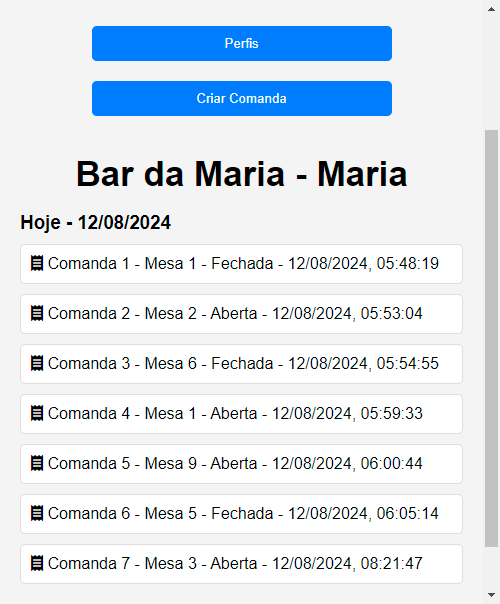 Perfis
Criar Comanda
Bar da Maria - Maria
Hoje - 12/08/2024
Comanda 1 - Mesa 1 - Fechada - 12/08/2024, 05:48:19
Comanda 2 - Mesa 2 - Aberta - 12/08/2024, 05:53:04
Comanda 3 - Mesa 6 - Fechada - 12/08/2024, 05:54:55
Comanda 4 - Mesa 1 - Aberta - 12/08/2024, 05:59:33
Comanda 5 - Mesa 9 - Aberta - 12/08/2024, 06:00:44
Comanda 6 - Mesa 5 - Fechada - 12/08/2024, 06:05:14
Comanda 7 - Mesa 3 - Aberta - 12/08/2024, 08:21:47